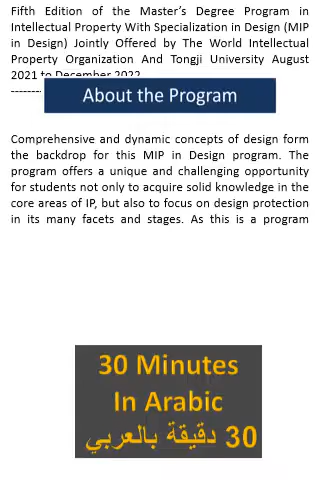 Fifth Edition of the Master's Degree Program in
Intellectual Property With Specialization in Design (MIP
in Design) Jointly Offered by The World Intellectual
Property Organization And Tongji University August
2021 to December 2022
--------
About the Program
Comprehensive and dynamic concepts of design form
the backdrop for this MIP in Design program. The
program offers a unique and challenging opportunity
for students not only to acquire solid knowledge in the
core areas of IP, but also to focus on design protection
in its many facets and stages. As this is a program
30 Minutes
In Arabic
30 دقيقة بالعربي